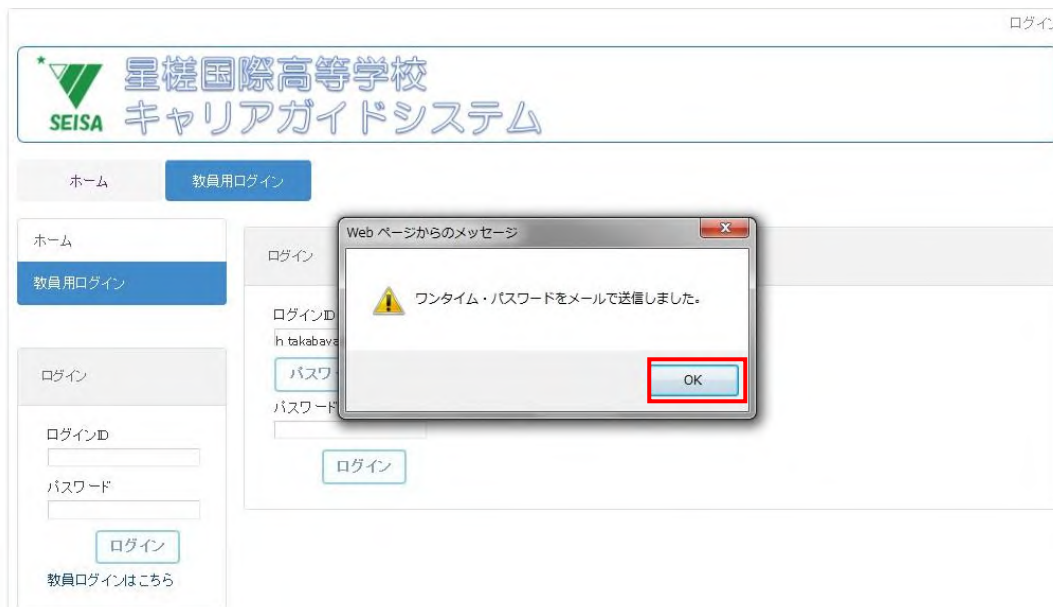 ログイン
SEISA
星槎国際高等学校
キャリアガイドシステム
ホーム
教員用ログイン
ホーム
教員用ログイン
ログイン
ログインID
パスワード
ログイン
教員ログインはこちら
ログイン
ログインID
h takabaya
パスワ
パスワード
ログイン
Web ページからのメッセージ
ワンタイム・パスワードをメールで送信しました。
OK